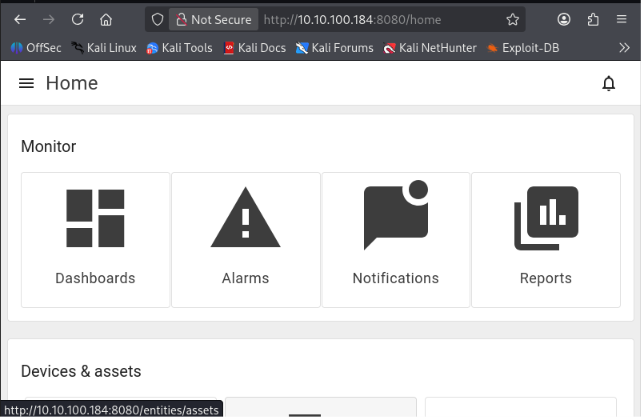 Not Secure http://10.10.100.184:8080/home
OffSec Kali Linux Kali Tools Kali Docs Kali Forums Kali NetHunter Exploit-DB
Home
Monitor
Dashboards Alarms Notifications Reports
Devices & assets
http://10.10.100.184:8080/entities/assets